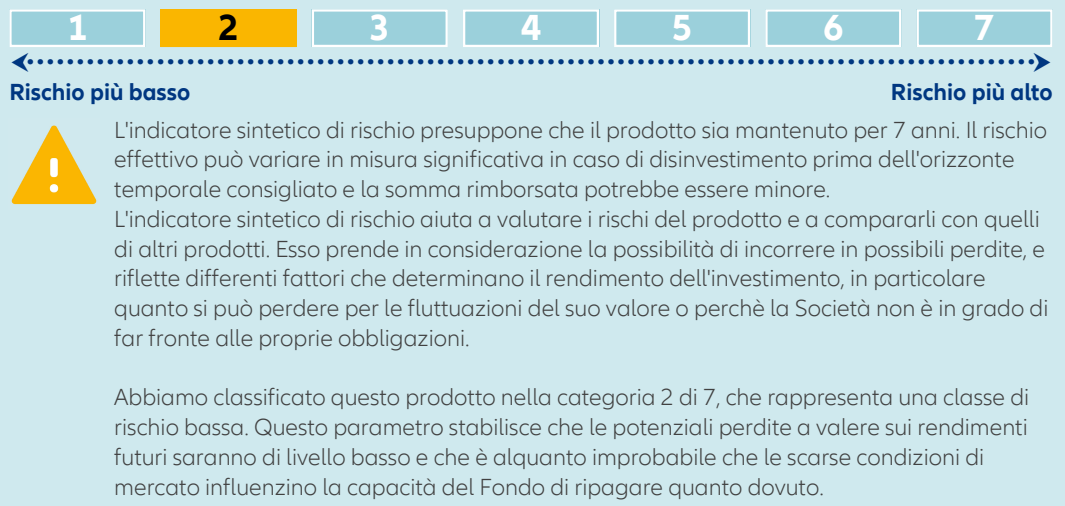 1 2 3 4 5 6 7
Rischio più basso Rischio più alto
L'indicatore sintetico di rischio presuppone che il prodotto sia mantenuto per 7 anni. Il rischio
effettivo può variare in misura significativa in caso di disinvestimento prima dell'orizzonte
temporale consigliato e la somma rimborsata potrebbe essere minore.
L'indicatore sintetico di rischio aiuta a valutare i rischi del prodotto e a compararli con quelli
di altri prodotti. Esso prende in considerazione la possibilità di incorrere in possibili perdite, e
riflette differenti fattori che determinano il rendimento dell'investimento, in particolare
quanto si può perdere per le fluttuazioni del suo valore o perchè la Società non è in grado di
far fronte alle proprie obbligazioni.
Abbiamo classificato questo prodotto nella categoria 2 di 7, che rappresenta una classe di
rischio bassa. Questo parametro stabilisce che le potenziali perdite a valere sui rendimenti
futuri saranno di livello basso e che è alquanto improbabile che le scarse condizioni di
mercato influenzino la capacità del Fondo di ripagare quanto dovuto.